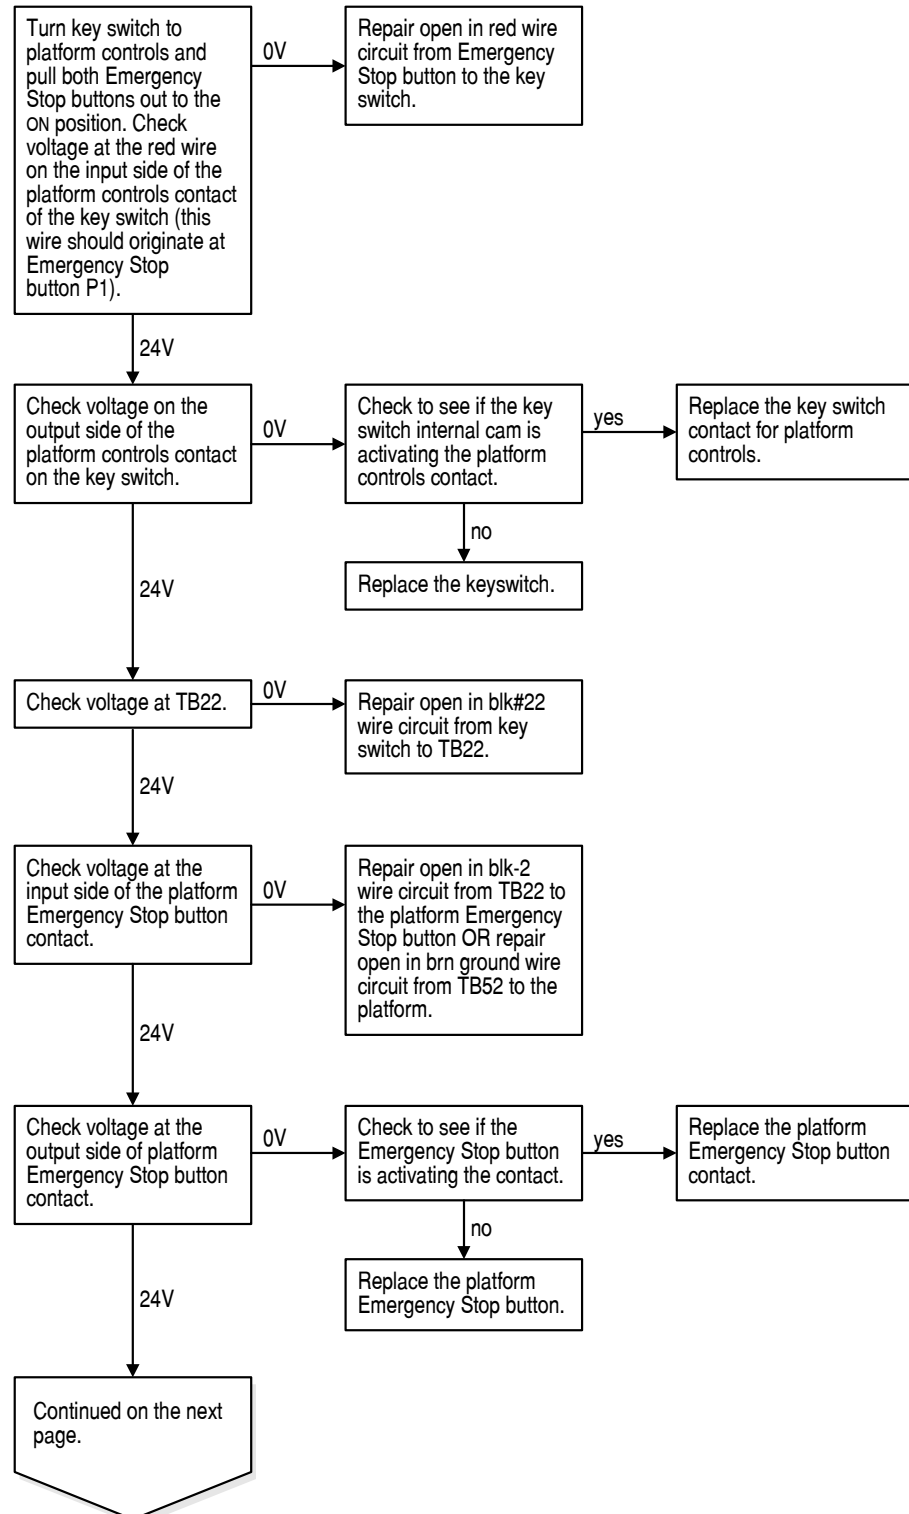 Turn key switch to
platform controls and
pull both Emergency
Stop buttons out to the
ON position. Check
voltage at the red wire
on the input side of the
platform controls contact
of the key switch (this
wire should originate at
Emergency Stop
button P1).
0V
Repair open in red wire
circuit from Emergency
Stop button to the key
switch.
24V
Check voltage on the
output side of the
platform controls contact
on the key switch.
0V
Check to see if the key
switch internal cam is
activating the platform
controls contact.
yes
Replace the key switch
contact for platform
controls.
no
Replace the keyswitch.
24V
Check voltage at TB22.
0V
Repair open in blk#22
wire circuit from key
switch to TB22.
24V
Check voltage at the
input side of the platform
Emergency Stop button
contact.
0V
Repair open in blk-2
wire circuit from TB22 to
the platform Emergency
Stop button OR repair
open in brn ground wire
circuit from TB52 to the
platform.
24V
Check voltage at the
output side of platform
Emergency Stop button
contact.
0V
Check to see if the
Emergency Stop button
is activating the contact.
yes
Replace the platform
Emergency Stop button
contact.
no
Replace the platform
Emergency Stop button.
24V
Continued on the next
page.